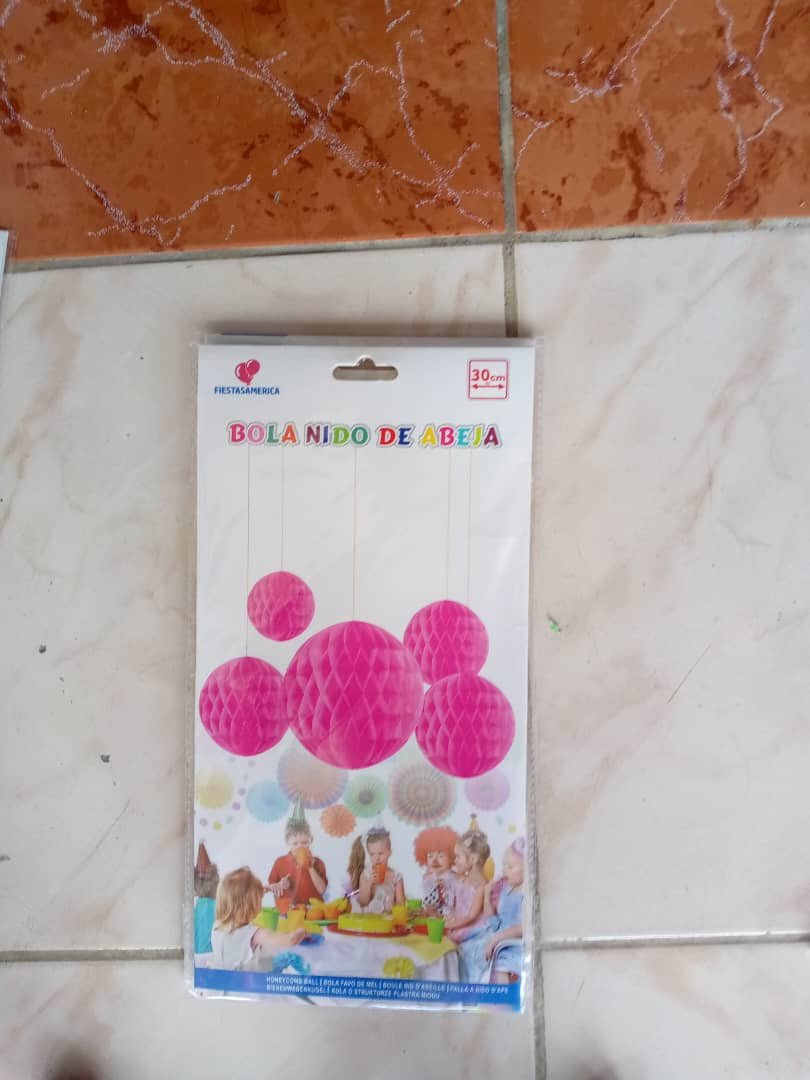 FIESTASAMERICA
30cm
BOLA NIDO DE ABEJA
HONEYCOMB BALL | BOLA FAVO DE MEL | BOULE NID D'ABEILLE | PALLA A NIDO D'APE
BIENENWABENKUGEL | KULA O STRUKTURZE PLASTRA MIODU